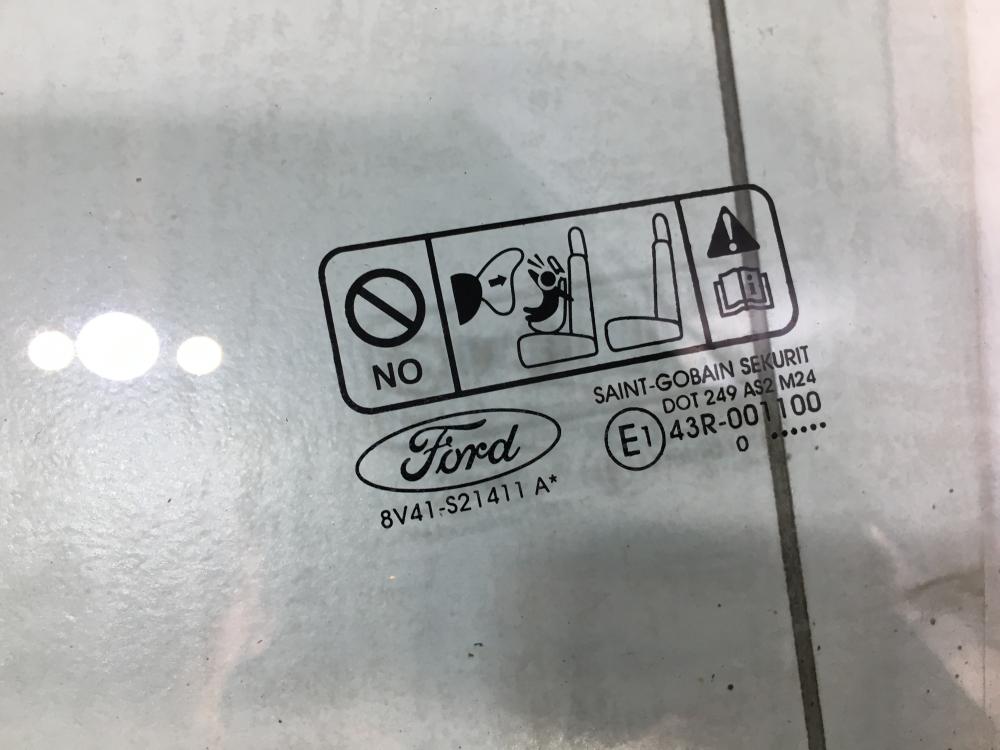 NO
SAINT-GOBAIN SEKURIT
DOT 249 AS2 M24
E1 43R-001100
0 ......
Ford
8V41-S21411 A*